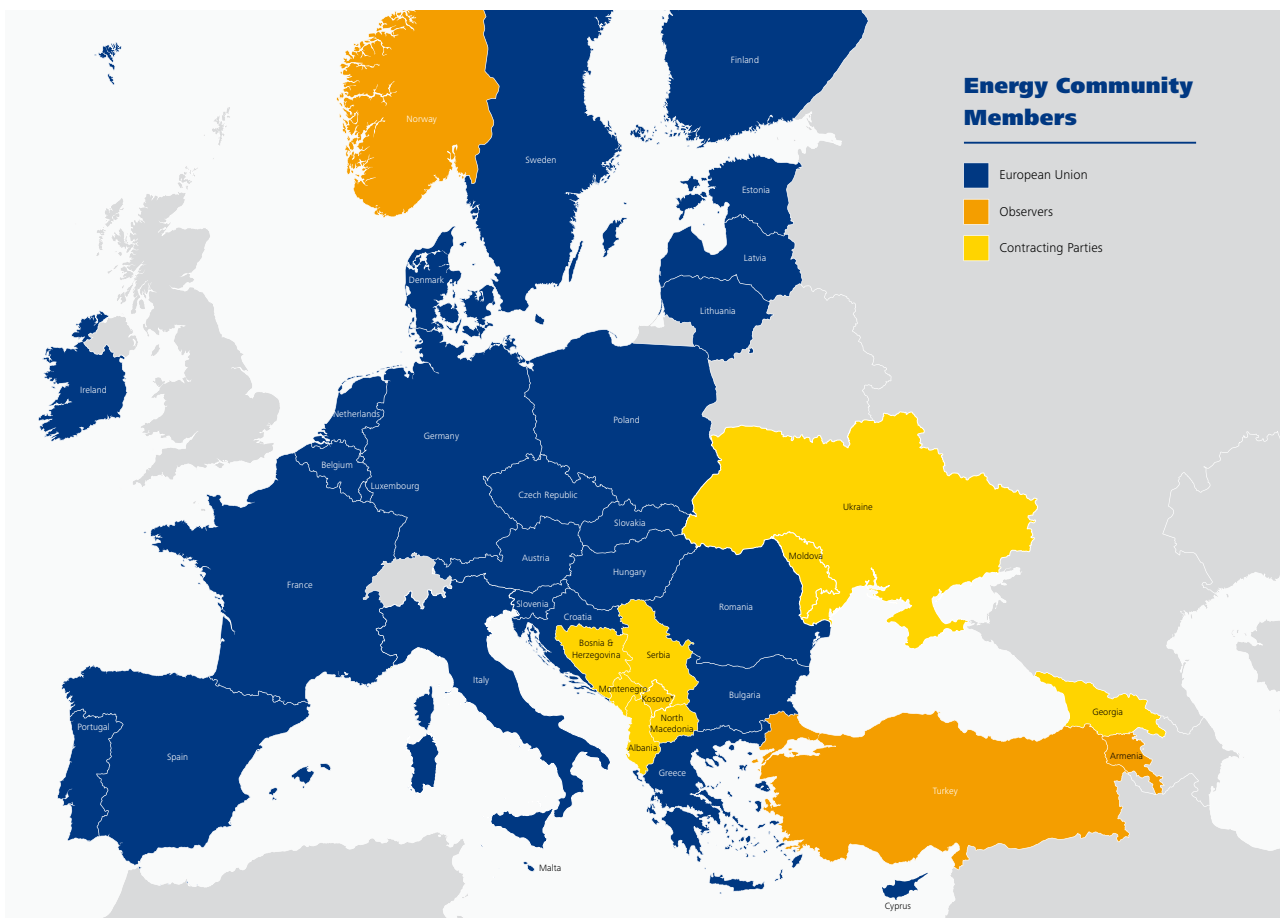 Energy Community
Members
European Union
Observers
Contracting Parties
Finland
Norway
Sweden
Estonia
Latvia
Denmark
Lithuania
Ireland
Netherlands
Poland
Germany
Belgium
Luxembourg
Czech Republic
Ukraine
Slovakia
Austria
Moldova
Hungary
France
Slovenia
Romania
Croatia
Bosnia &
Herzegovina
Serbia
Italy
Montenegro
Kosovo*
Bulgaria
Georgia
North
Macedonia
Portugal
Albania
Spain
Armenia
Greece
Turkey
Malta
Cyprus